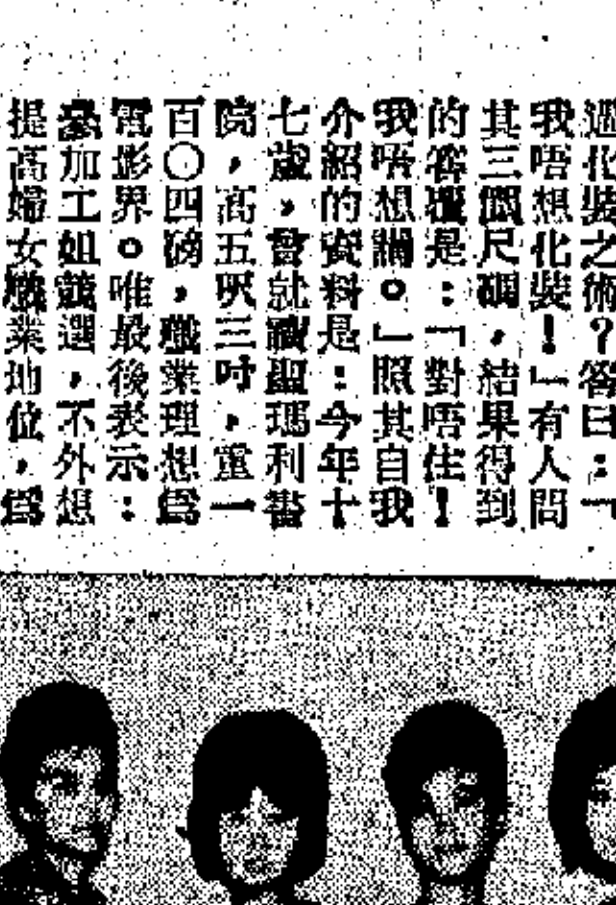 過化裝之術？答曰：「
我唔想化裝！」有人問
其三圍尺碼，結果得到
的答覆是：「對唔住！
我唔想講。」照其自我
介紹的資料是：今年十
七歲，曾就讀聖瑪利書
院，高五呎三吋，重一
百〇四磅，職業理想為
電影界。唯最後表示：
參加工姐競選，不外想
提高婦女職業地位，為